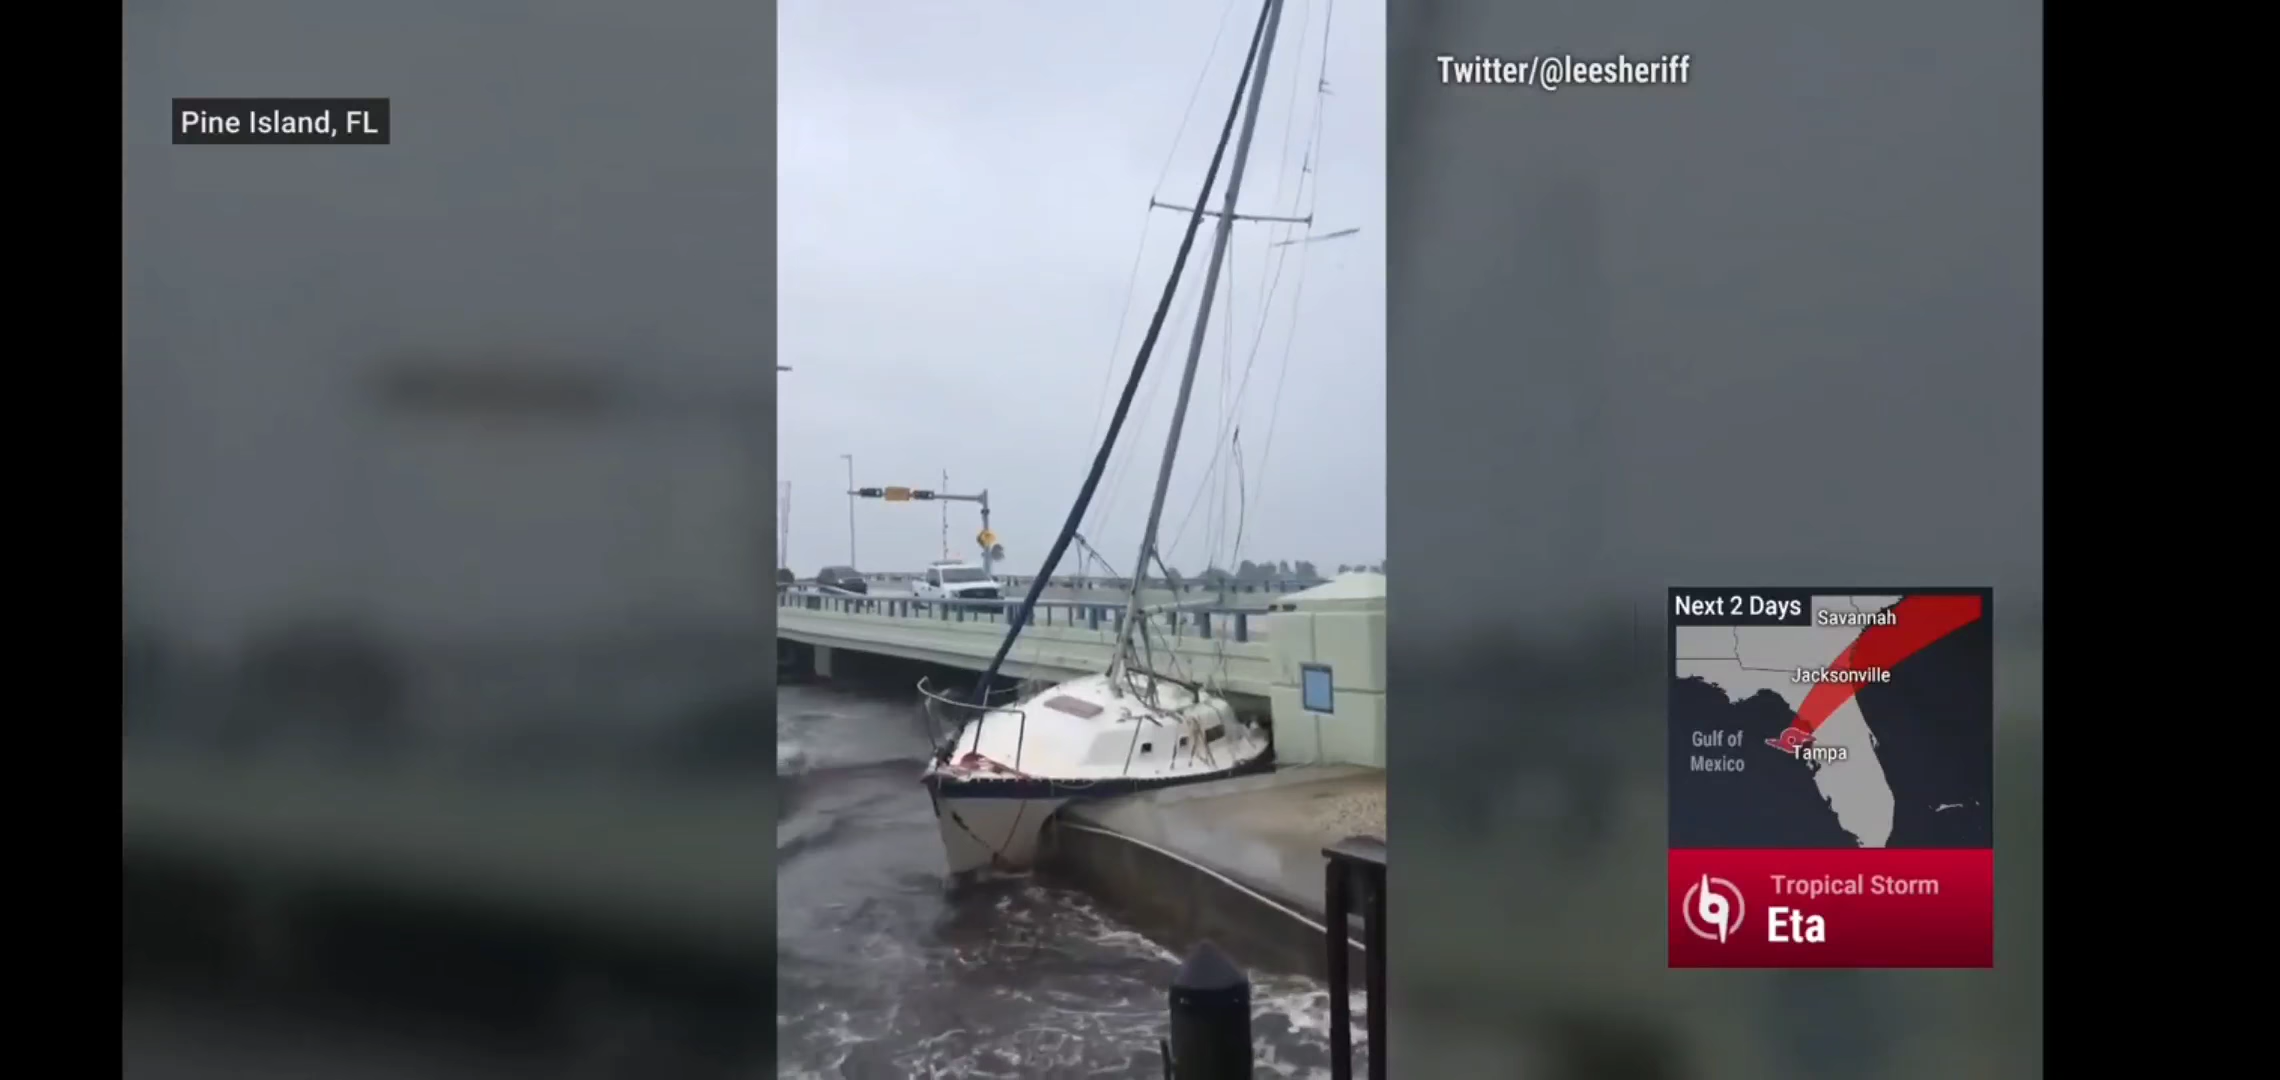 Pine Island, FL
Twitter/@leesheriff
Next 2 Days
Savannah
Jacksonville
Gulf of
Mexico
Tampa
Tropical Storm
Eta